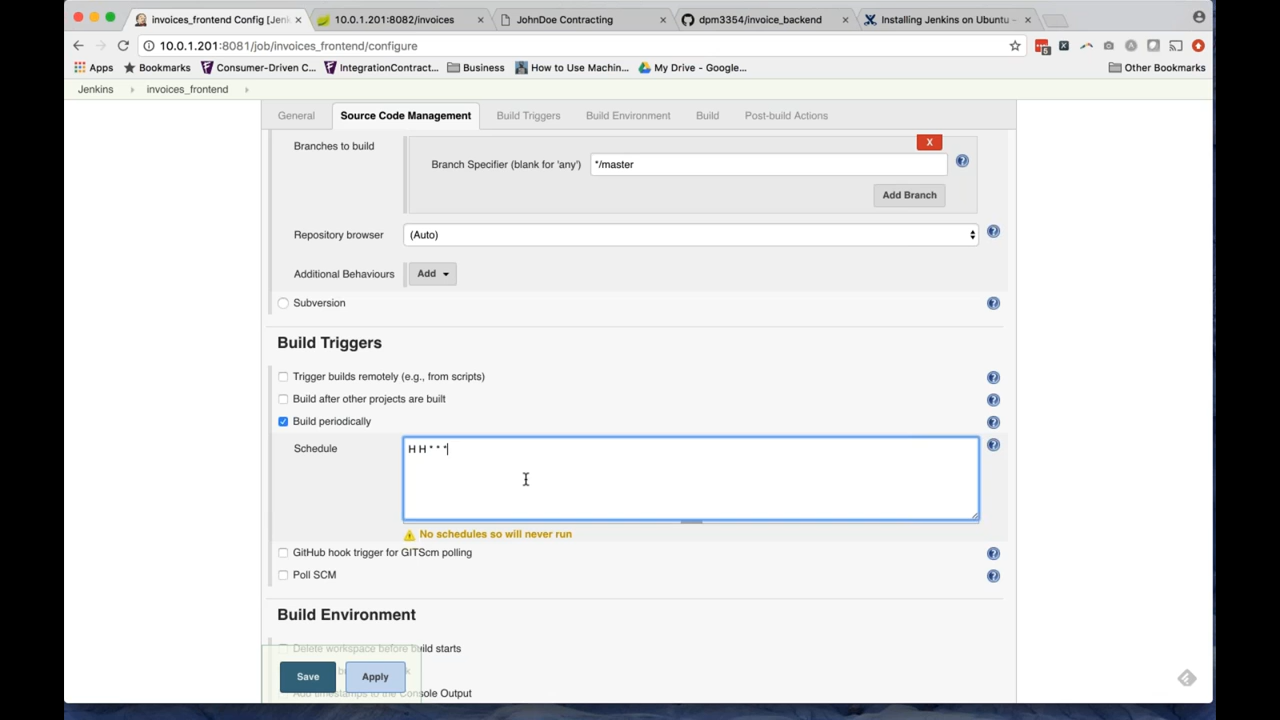 invoices_frontend Config [Jen
10.0.1.201:8082/invoices
JohnDoe Contracting
dpm3354/invoice_backend
Installing Jenkins on Ubuntu -
10.0.1.201:8081/job/invoices_frontend/configure
Apps
Bookmarks
Consumer-Driven C...
IntegrationContract...
Business
How to Use Machin...
My Drive - Google...
Other Bookmarks
Jenkins
invoices_frontend
General
Source Code Management
Build Triggers
Build Environment
Build
Post-build Actions
Branches to build
X
Branch Specifier (blank for 'any')
*/master
Add Branch
Repository browser
(Auto)
Additional Behaviours
Add
Subversion
Build Triggers
Trigger builds remotely (e.g., from scripts)
Build after other projects are built
Build periodically
Schedule
H H * * *
No schedules so will never run
GitHub hook trigger for GITScm polling
Poll SCM
Build Environment
Delete workspace before build starts
Save
Apply
Add timestamps to the Console Output